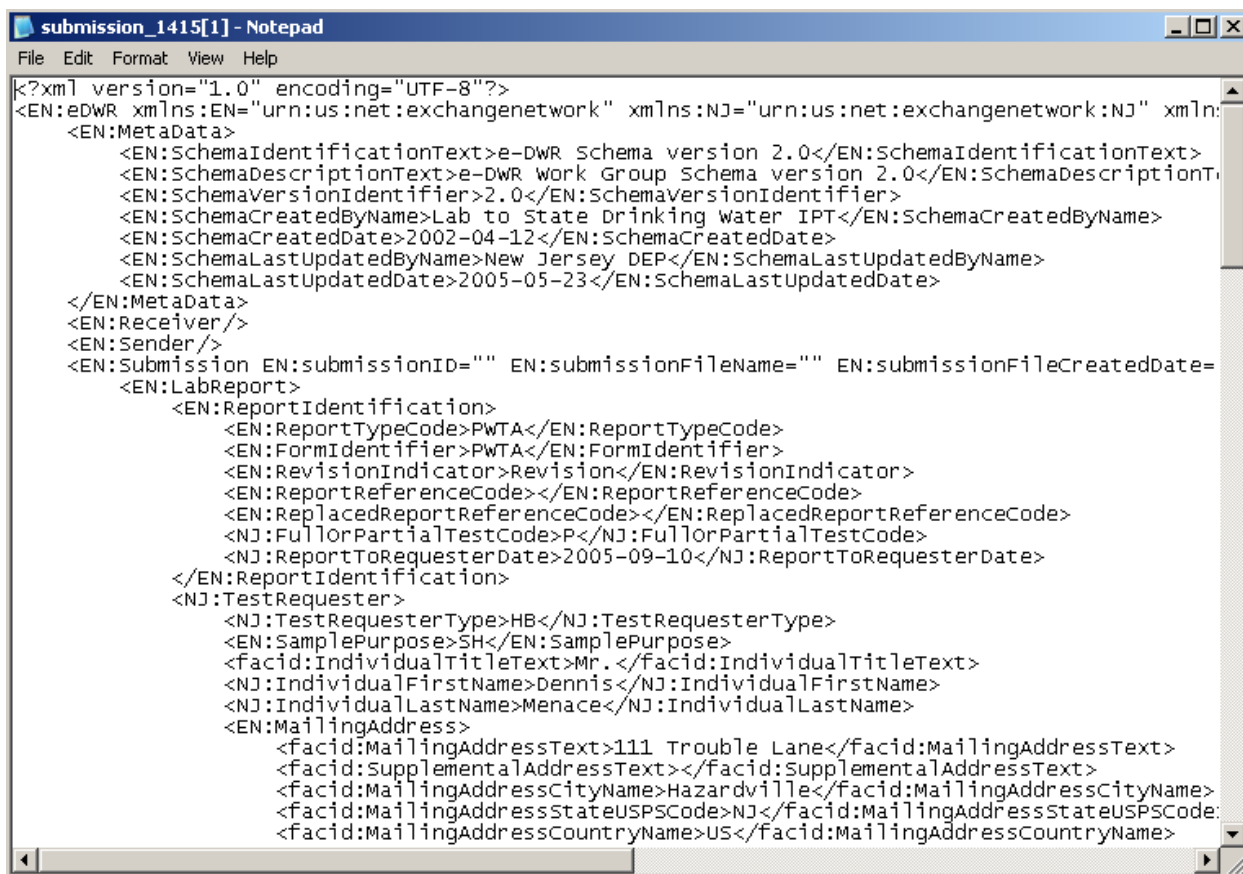 submission_1415[1] - Notepad
File Edit Format View Help
<?xml version="1.0" encoding="UTF-8"?>
<EN:eDWR xmlns:EN="urn:us:net:exchangenetwork" xmlns:NJ="urn:us:net:exchangenetwork:NJ" xmlns:
    <EN:MetaData>
        <EN:SchemaIdentificationText>e-DWR Schema version 2.0</EN:SchemaIdentificationText>
        <EN:SchemaDescriptionText>e-DWR Work Group Schema version 2.0</EN:SchemaDescriptionT
        <EN:SchemaVersionIdentifier>2.0</EN:SchemaVersionIdentifier>
        <EN:SchemaCreatedByName>Lab to State Drinking Water IPT</EN:SchemaCreatedByName>
        <EN:SchemaCreatedDate>2002-04-12</EN:SchemaCreatedDate>
        <EN:SchemaLastUpdatedByName>New Jersey DEP</EN:SchemaLastUpdatedByName>
        <EN:SchemaLastUpdatedDate>2005-05-23</EN:SchemaLastUpdatedDate>
    </EN:MetaData>
    <EN:Receiver/>
    <EN:Sender/>
    <EN:Submission EN:submissionID="" EN:submissionFileName="" EN:submissionFileCreatedDate=
        <EN:LabReport>
            <EN:ReportIdentification>
                <EN:ReportTypeCode>PWTA</EN:ReportTypeCode>
                <EN:FormIdentifier>PWTA</EN:FormIdentifier>
                <EN:RevisionIndicator>Revision</EN:RevisionIndicator>
                <EN:ReportReferenceCode></EN:ReportReferenceCode>
                <EN:ReplacedReportReferenceCode></EN:ReplacedReportReferenceCode>
                <NJ:FullOrPartialTestCode>P</NJ:FullOrPartialTestCode>
                <NJ:ReportToRequesterDate>2005-09-10</NJ:ReportToRequesterDate>
            </EN:ReportIdentification>
            <NJ:TestRequester>
                <NJ:TestRequesterType>HB</NJ:TestRequesterType>
                <EN:SamplePurpose>SH</EN:SamplePurpose>
                <facid:IndividualTitleText>Mr.</facid:IndividualTitleText>
                <NJ:IndividualFirstName>Dennis</NJ:IndividualFirstName>
                <NJ:IndividualLastName>Menace</NJ:IndividualLastName>
                <EN:MailingAddress>
                    <facid:MailingAddressText>111 Trouble Lane</facid:MailingAddressText>
                    <facid:SupplementalAddressText></facid:SupplementalAddressText>
                    <facid:MailingAddressCityName>Hazardville</facid:MailingAddressCityName>
                    <facid:MailingAddressStateUSPSCode>NJ</facid:MailingAddressStateUSPSCode
                    <facid:MailingAddressCountryName>US</facid:MailingAddressCountryName>